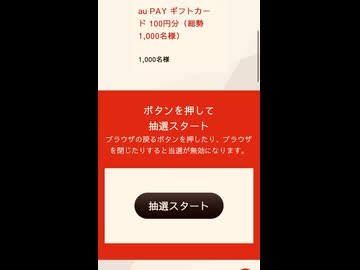 au PAY ギフトカー
ド 100円分（総勢
1,000名様）
1,000名様
ボタンを押して
抽選スタート
ブラウザの戻るボタンを押したり、ブラウザ
を閉じたりすると当選が無効になります。
抽選スタート